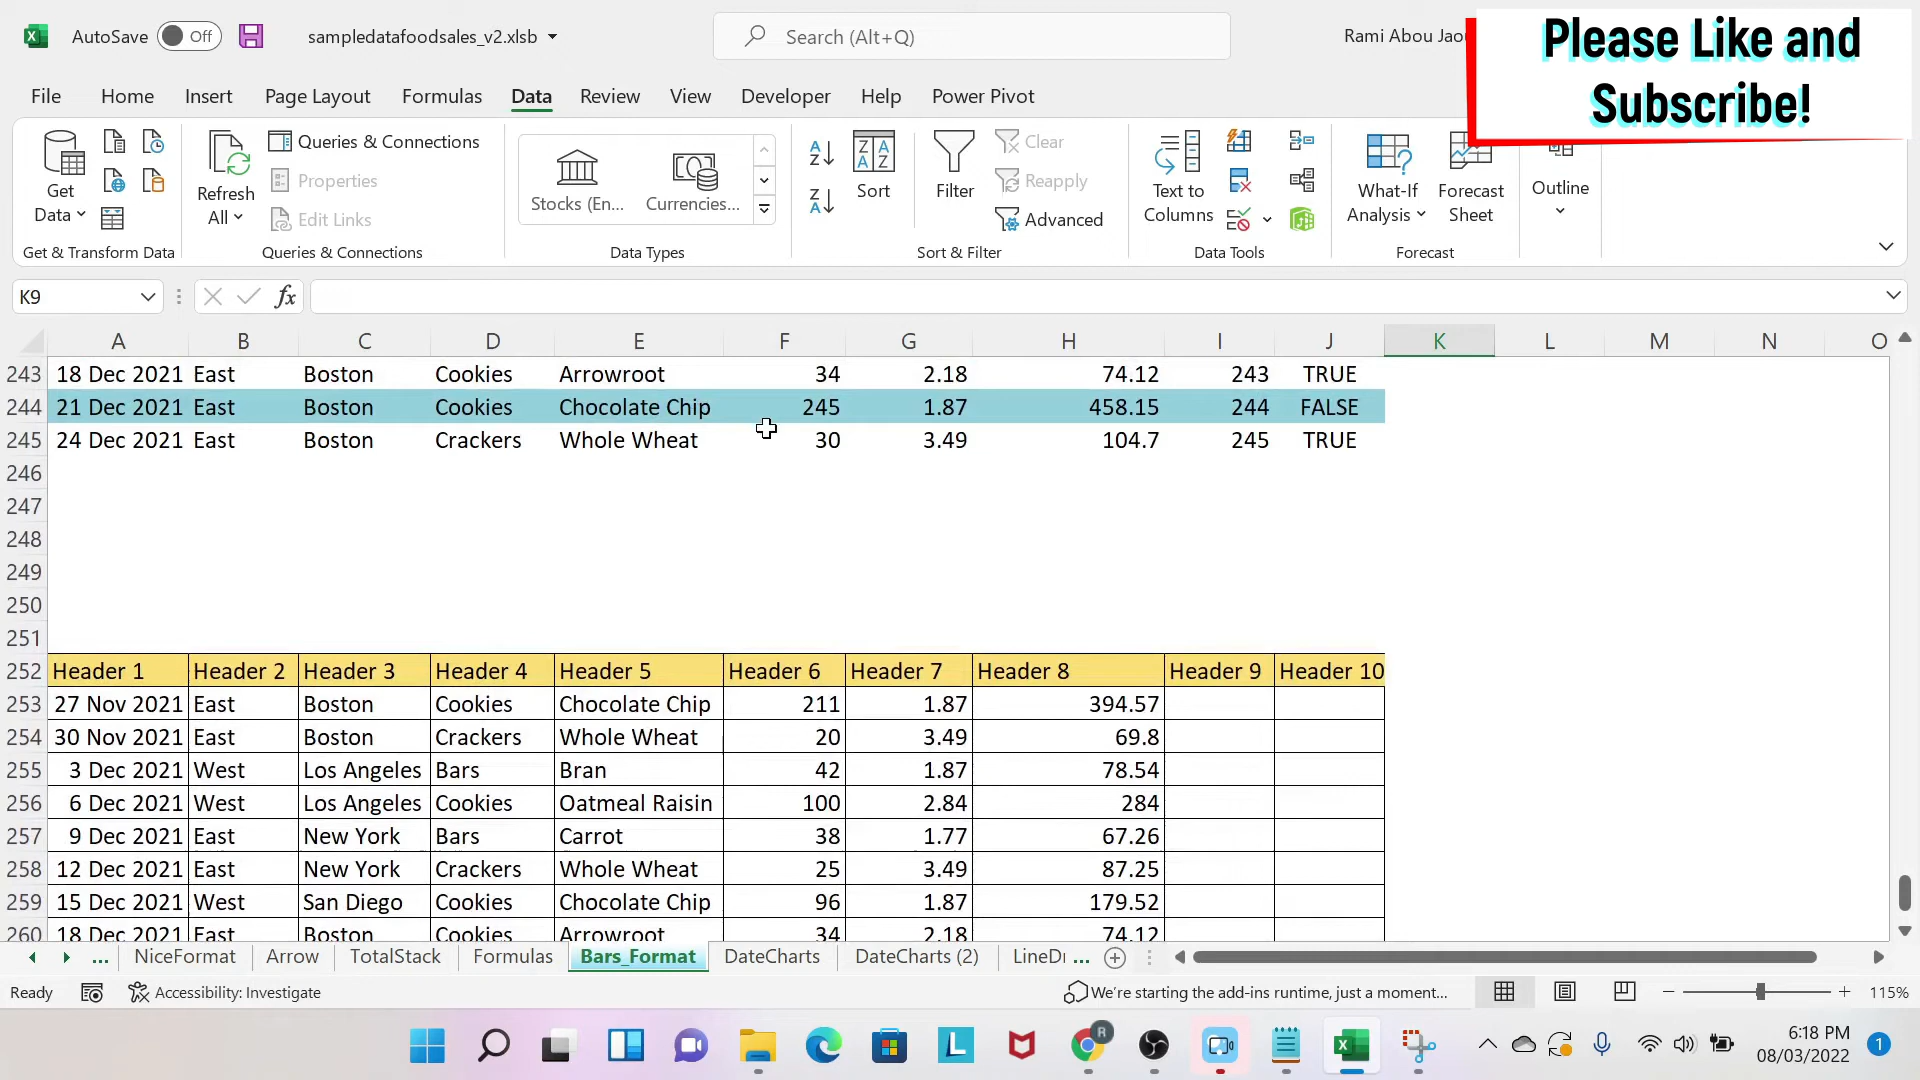 AutoSave Off sampledatafoodsales_v2.xlsb Search (Alt+Q) Rami Abou Jaou
Please Like and
Subscribe!
File Home Insert Page Layout Formulas Data Review View Developer Help Power Pivot
Get
Data
Refresh
All
Queries & Connections
Properties
Edit Links
Stocks (En... Currencies...
Sort
Filter
Clear
Reapply
Advanced
Text to
Columns
What-If
Analysis
Forecast
Sheet
Outline
Get & Transform Data Queries & Connections Data Types Sort & Filter Data Tools Forecast
K9 fx
A B C D E F G H I J K L M N O
243 18 Dec 2021 East Boston Cookies Arrowroot 34 2.18 74.12 243 TRUE
244 21 Dec 2021 East Boston Cookies Chocolate Chip 245 1.87 458.15 244 FALSE
245 24 Dec 2021 East Boston Crackers Whole Wheat 30 3.49 104.7 245 TRUE
246
247
248
249
250
251
252 Header 1 Header 2 Header 3 Header 4 Header 5 Header 6 Header 7 Header 8 Header 9 Header 10
253 27 Nov 2021 East Boston Cookies Chocolate Chip 211 1.87 394.57
254 30 Nov 2021 East Boston Crackers Whole Wheat 20 3.49 69.8
255 3 Dec 2021 West Los Angeles Bars Bran 42 1.87 78.54
256 6 Dec 2021 West Los Angeles Cookies Oatmeal Raisin 100 2.84 284
257 9 Dec 2021 East New York Bars Carrot 38 1.77 67.26
258 12 Dec 2021 East New York Crackers Whole Wheat 25 3.49 87.25
259 15 Dec 2021 West San Diego Cookies Chocolate Chip 96 1.87 179.52
260 18 Dec 2021 East Boston Cookies Arrowroot 34 2.18 74.12
... NiceFormat Arrow TotalStack Formulas Bars_Format DateCharts DateCharts (2) LineDr ...
Ready Accessibility: Investigate We're starting the add-ins runtime, just a moment... 115%
6:18 PM
08/03/2022
1